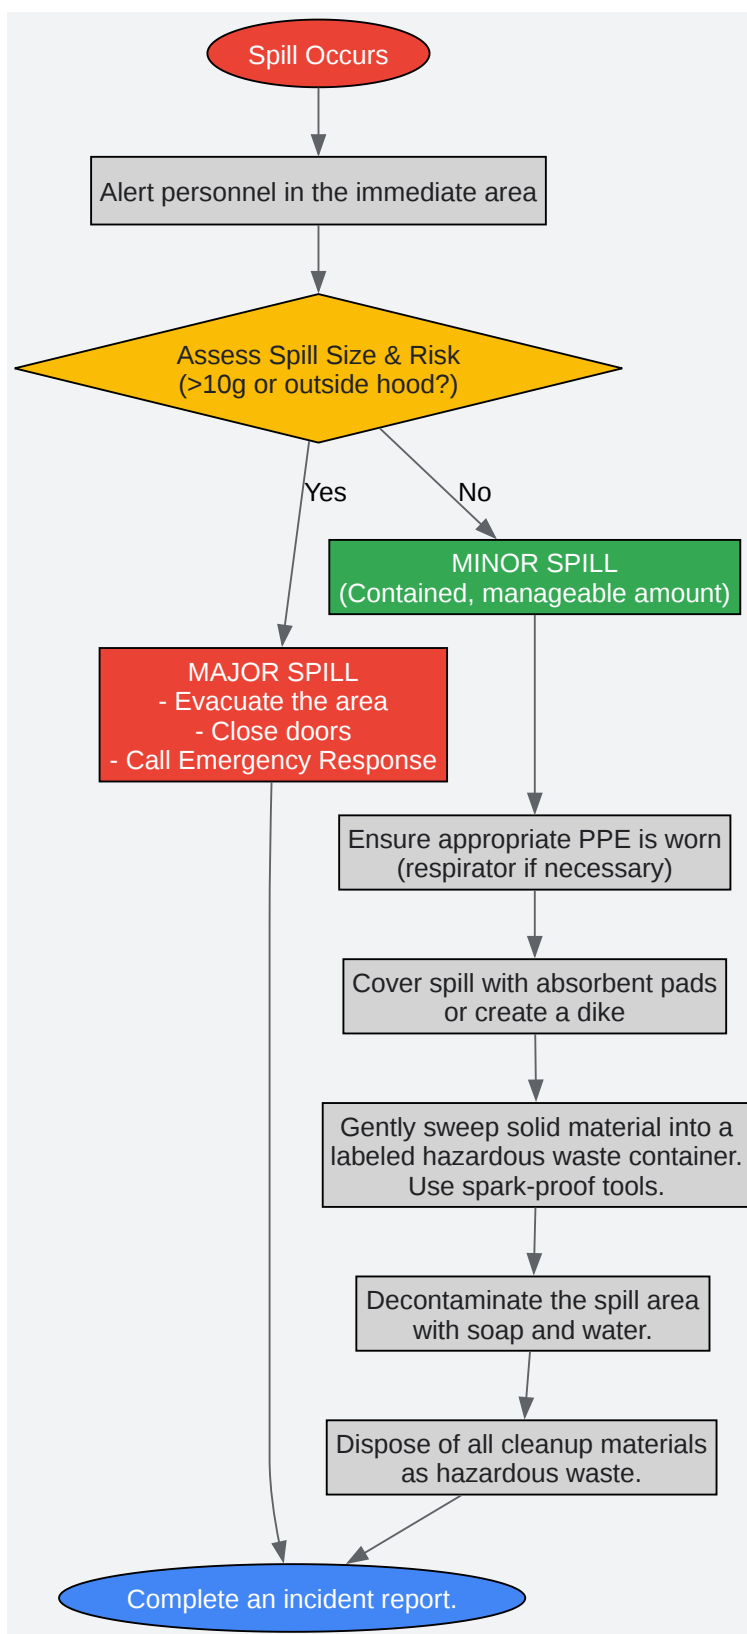 Spill Occurs
Alert personnel in the immediate area
Assess Spill Size & Risk
(>10g or outside hood?)
Yes
No
MINOR SPILL
(Contained, manageable amount)
MAJOR SPILL
- Evacuate the area
- Close doors
- Call Emergency Response
Ensure appropriate PPE is worn
(respirator if necessary)
Cover spill with absorbent pads
or create a dike
Gently sweep solid material into a
labeled hazardous waste container.
Use spark-proof tools.
Decontaminate the spill area
with soap and water.
Dispose of all cleanup materials
as hazardous waste.
Complete an incident report.